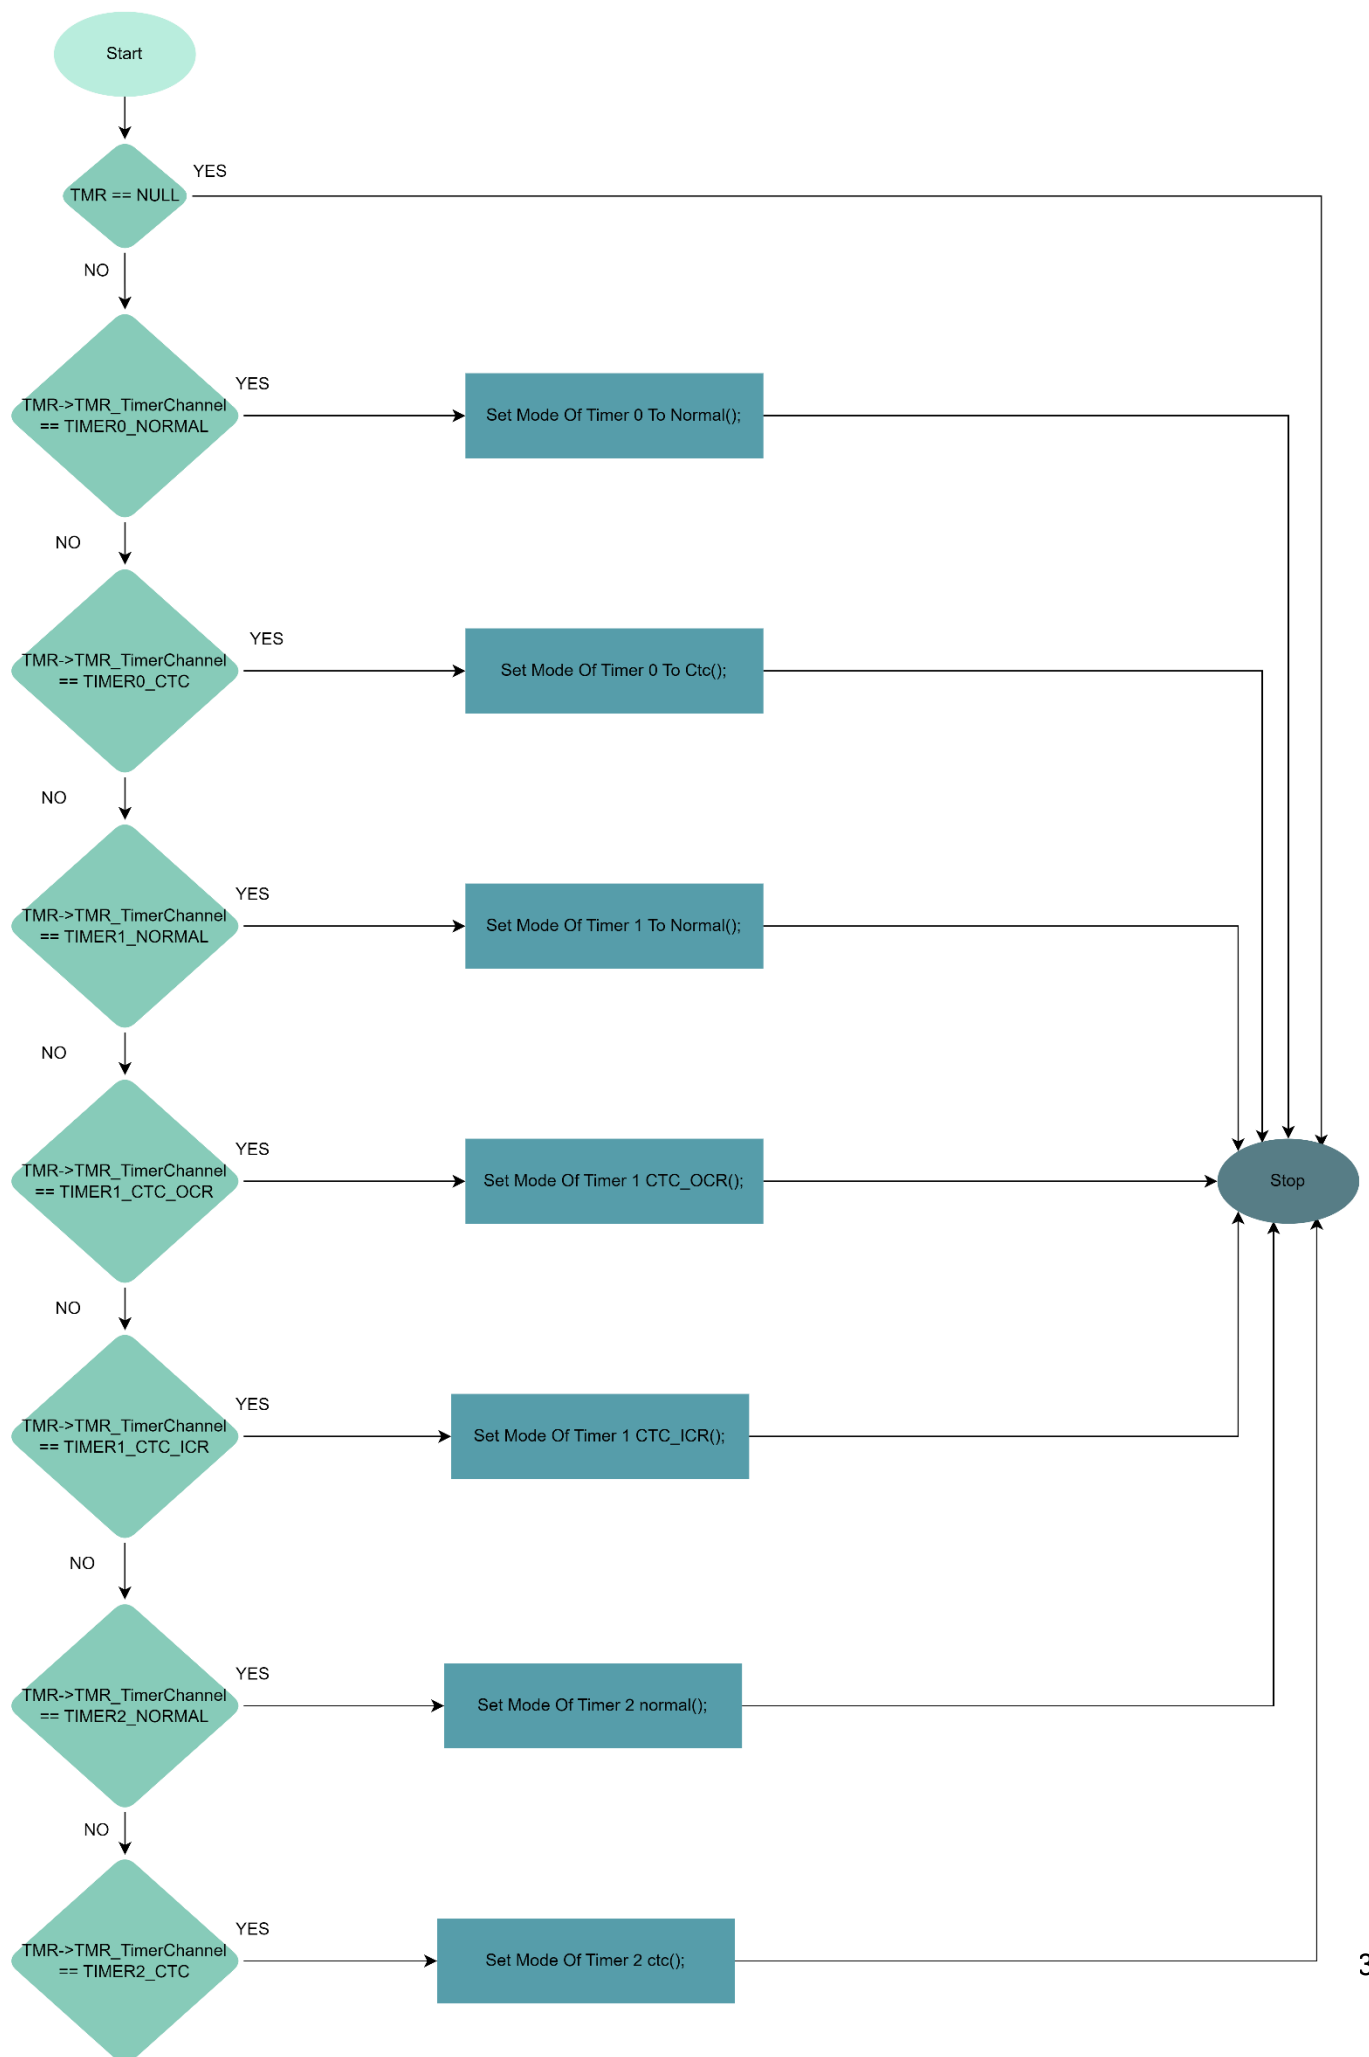 Start
TMR == NULL
YES
NO
TMR->TMR_TimerChannel
== TIMER0_NORMAL
YES
Set Mode Of Timer 0 To Normal();
NO
TMR->TMR_TimerChannel
== TIMER0_CTC
YES
Set Mode Of Timer 0 To Ctc();
NO
TMR->TMR_TimerChannel
== TIMER1_NORMAL
YES
Set Mode Of Timer 1 To Normal();
NO
TMR->TMR_TimerChannel
== TIMER1_CTC_OCR
YES
Set Mode Of Timer 1 CTC_OCR();
Stop
NO
TMR->TMR_TimerChannel
== TIMER1_CTC_ICR
YES
Set Mode Of Timer 1 CTC_ICR();
NO
TMR->TMR_TimerChannel
== TIMER2_NORMAL
YES
Set Mode Of Timer 2 normal();
NO
TMR->TMR_TimerChannel
== TIMER2_CTC
YES
Set Mode Of Timer 2 ctc();
3